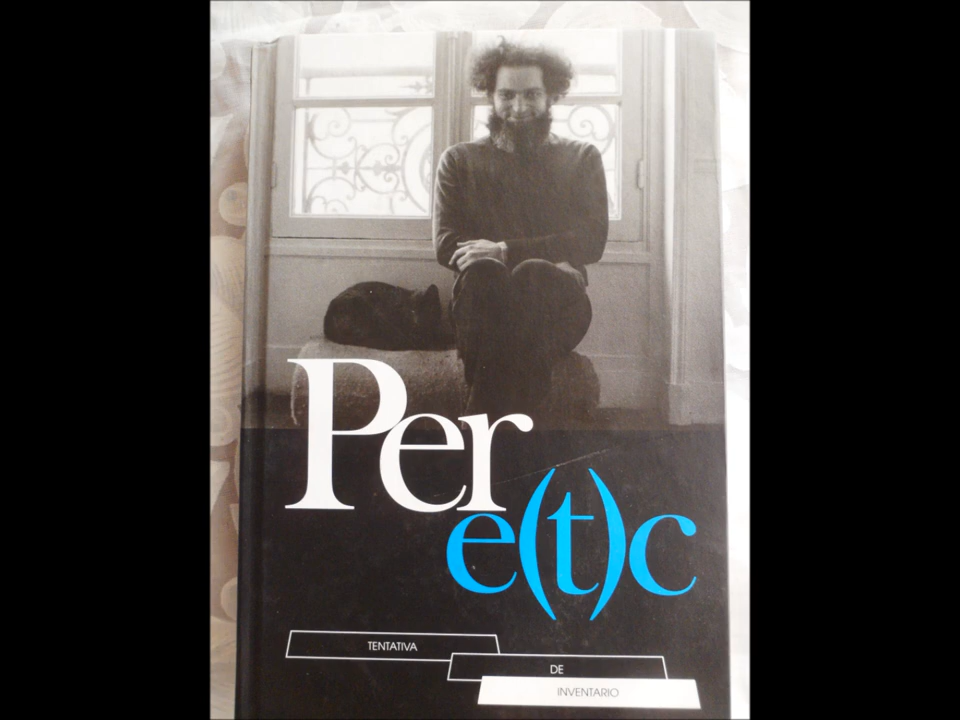 Per
e(t)c
TENTATIVA
DE
INVENTARIO